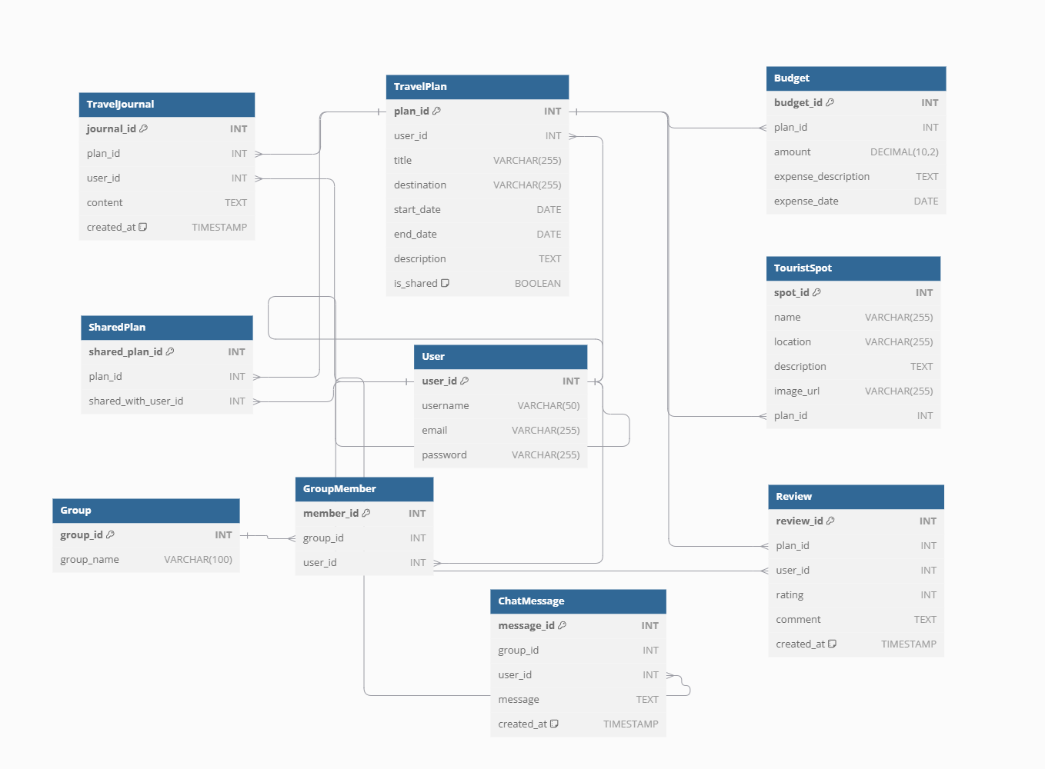 TravelJournal
journal_id INT
plan_id INT
user_id INT
content TEXT
created_at TIMESTAMP
TravelPlan
plan_id INT
user_id INT
title VARCHAR(255)
destination VARCHAR(255)
start_date DATE
end_date DATE
description TEXT
is_shared BOOLEAN
Budget
budget_id INT
plan_id INT
amount DECIMAL(10,2)
expense_description TEXT
expense_date DATE
SharedPlan
shared_plan_id INT
plan_id INT
shared_with_user_id INT
User
user_id INT
username VARCHAR(50)
email VARCHAR(255)
password VARCHAR(255)
TouristSpot
spot_id INT
name VARCHAR(255)
location VARCHAR(255)
description TEXT
image_url VARCHAR(255)
plan_id INT
Group
group_id INT
group_name VARCHAR(100)
GroupMember
member_id INT
group_id INT
user_id INT
Review
review_id INT
plan_id INT
user_id INT
rating INT
comment TEXT
created_at TIMESTAMP
ChatMessage
message_id INT
group_id INT
user_id INT
message TEXT
created_at TIMESTAMP